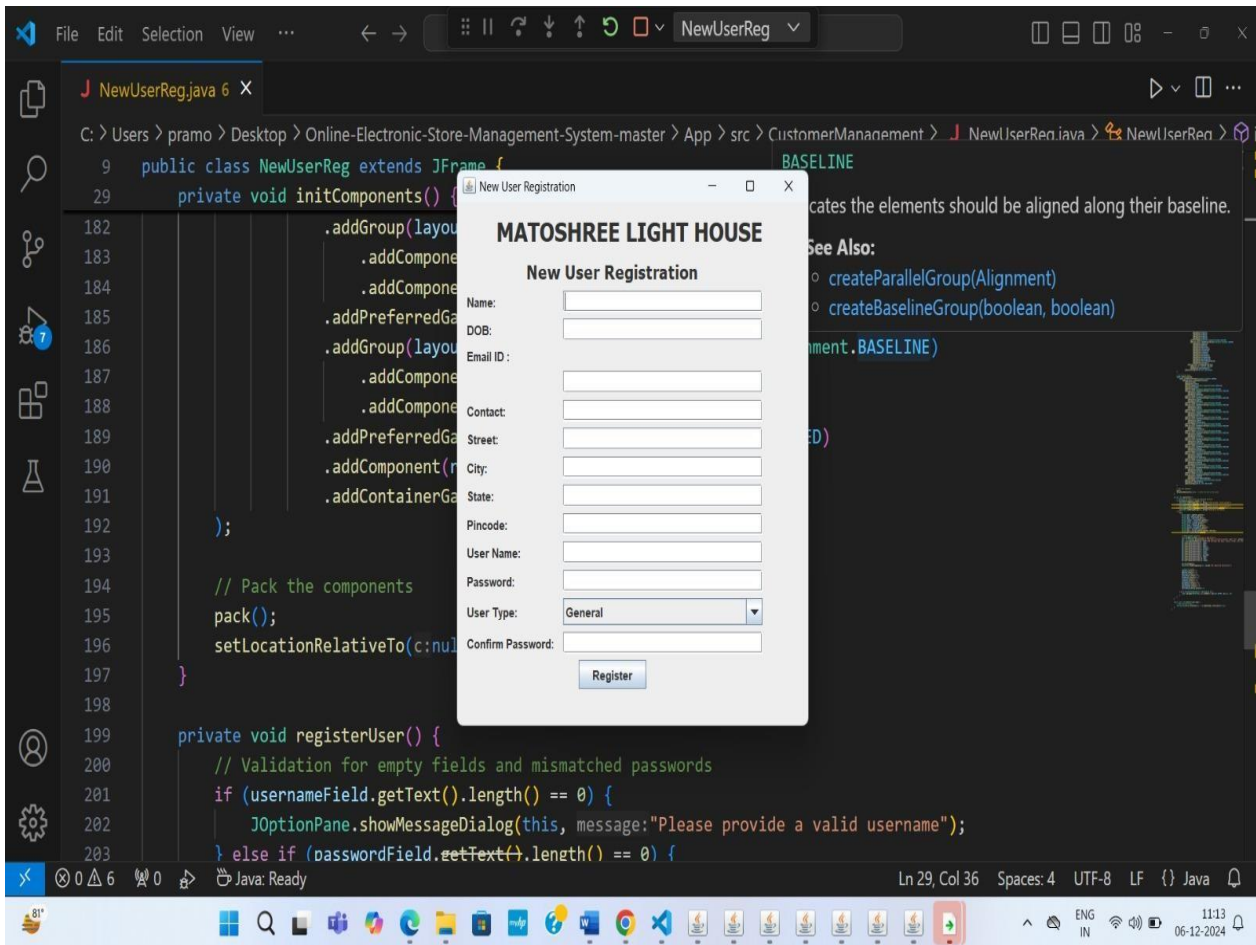 File Edit Selection View ··· NewUserReg
NewUserReg.java 6
C: > Users > pramo > Desktop > Online-Electronic-Store-Management-System-master > App > src > CustomerManagement > J NewUserReg.java > NewUserReg >
9 public class NewUserReg extends JFrame {
29 private void initComponents() {
182 .addGroup(layou
183 .addCompone
184 .addCompone
185 .addPreferredGa
186 .addGroup(layou nment.BASELINE)
187 .addCompone
188 .addCompone
189 .addPreferredGa ED)
190 .addComponent(n
191 .addContainerGa
192 );
193
194 // Pack the components
195 pack();
196 setLocationRelativeTo(c:nul
197 }
198
199 private void registerUser() {
200 // Validation for empty fields and mismatched passwords
201 if (usernameField.getText().length() == 0) {
202 JOptionPane.showMessageDialog(this, message:"Please provide a valid username");
203 } else if (passwordField.getText().length() == 0) {
BASELINE
cates the elements should be aligned along their baseline.
See Also:
createParallelGroup(Alignment)
createBaselineGroup(boolean, boolean)
New User Registration
MATOSHREE LIGHT HOUSE
New User Registration
Name:
DOB:
Email ID :
Contact:
Street:
City:
State:
Pincode:
User Name:
Password:
User Type: General
Confirm Password:
Register
7
0 6 0 Java: Ready Ln 29, Col 36 Spaces: 4 UTF-8 LF {} Java
81° ENG 11:13
IN 06-12-2024